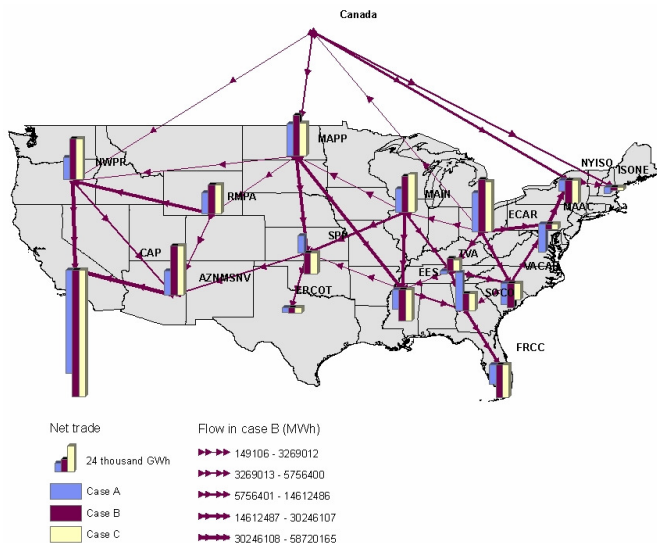 Canada
MAPP
NYISO
ISONE
NWPR
MAIN
RMPA
MAAC
ECAR
SPP
CAP
TVA
VACAR
AZNMSNV
EES
ERCOT
SOCO
FRCC
Net trade
Flow in case B (MWh)
24 thousand GWh
149106 - 3269012
3269013 - 5756400
Case A
5756401 - 14612486
Case B
14612487 - 30246107
Case C
30246108 - 58720165